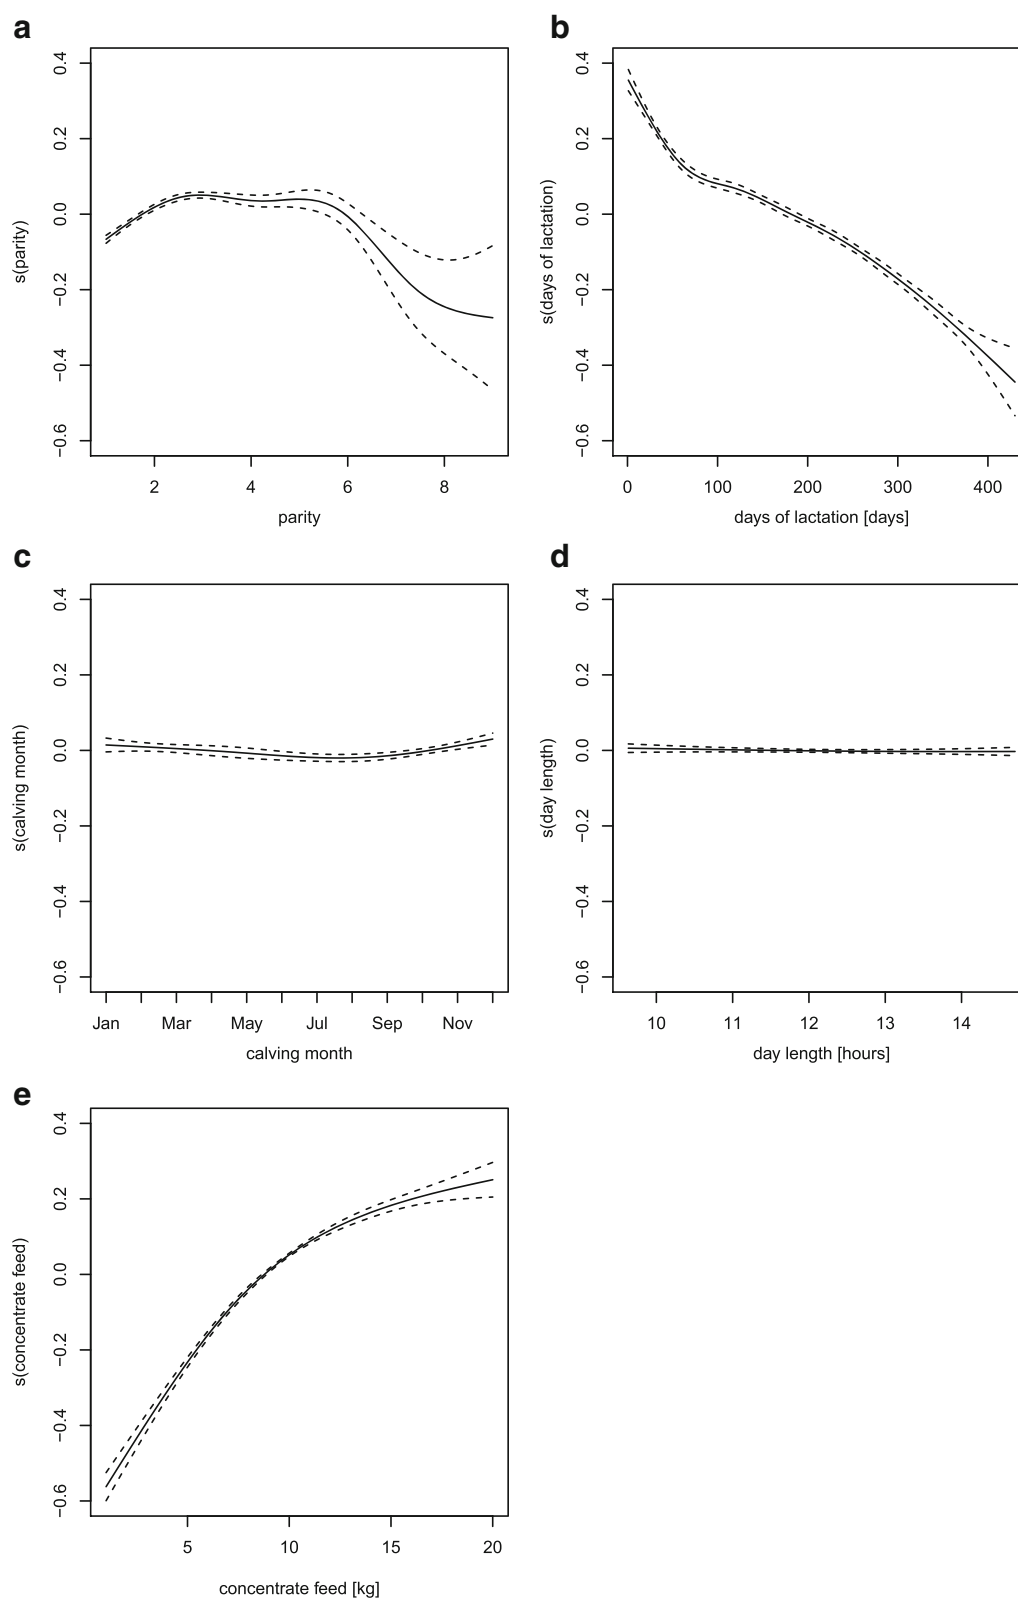 a
0.4
0.2
0.0
−0.2
−0.4
−0.6
s(parity)
2 4 6 8
parity
b
0.4
0.2
0.0
−0.2
−0.4
−0.6
s(days of lactation)
0 100 200 300 400
days of lactation [days]
c
0.4
0.2
0.0
−0.2
−0.4
−0.6
s(calving month)
Jan Mar May Jul Sep Nov
calving month
d
0.4
0.2
0.0
−0.2
−0.4
−0.6
s(day length)
10 11 12 13 14
day length [hours]
e
0.4
0.2
0.0
−0.2
−0.4
−0.6
s(concentrate feed)
5 10 15 20
concentrate feed [kg]